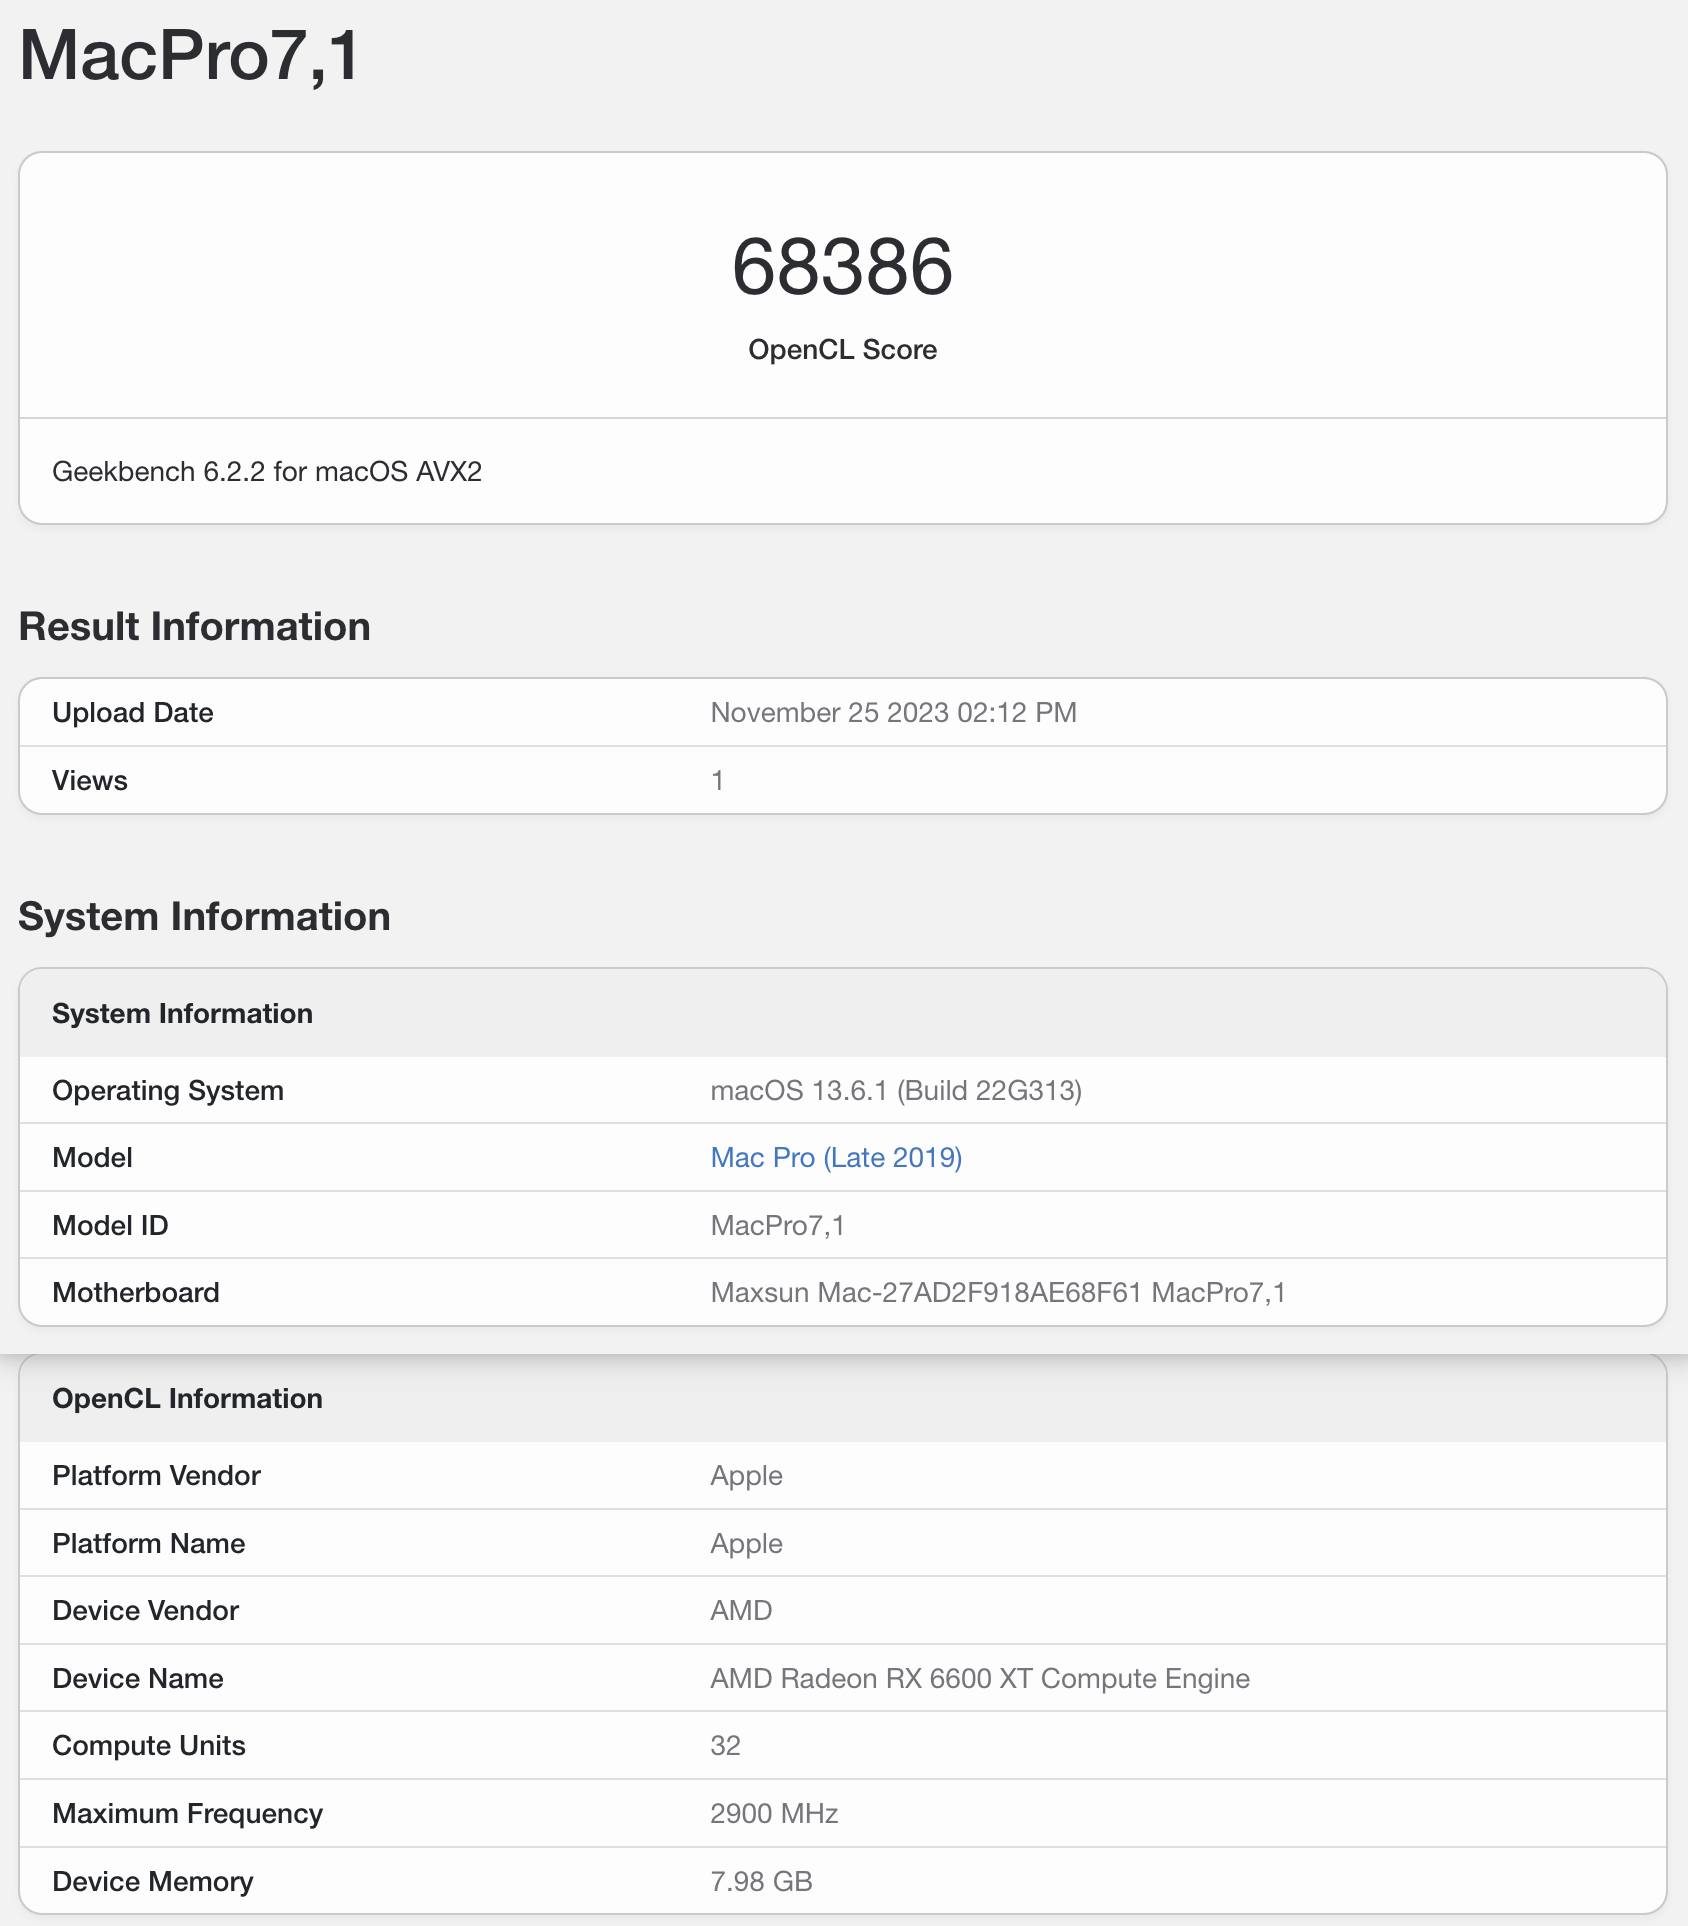 MacPro7,1
68386
OpenCL Score
Geekbench 6.2.2 for macOS AVX2
Result Information
Upload Date November 25 2023 02:12 PM
Views 1
System Information
System Information
Operating System macOS 13.6.1 (Build 22G313)
Model Mac Pro (Late 2019)
Model ID MacPro7,1
Motherboard Maxsun Mac-27AD2F918AE68F61 MacPro7,1
OpenCL Information
Platform Vendor Apple
Platform Name Apple
Device Vendor AMD
Device Name AMD Radeon RX 6600 XT Compute Engine
Compute Units 32
Maximum Frequency 2900 MHz
Device Memory 7.98 GB